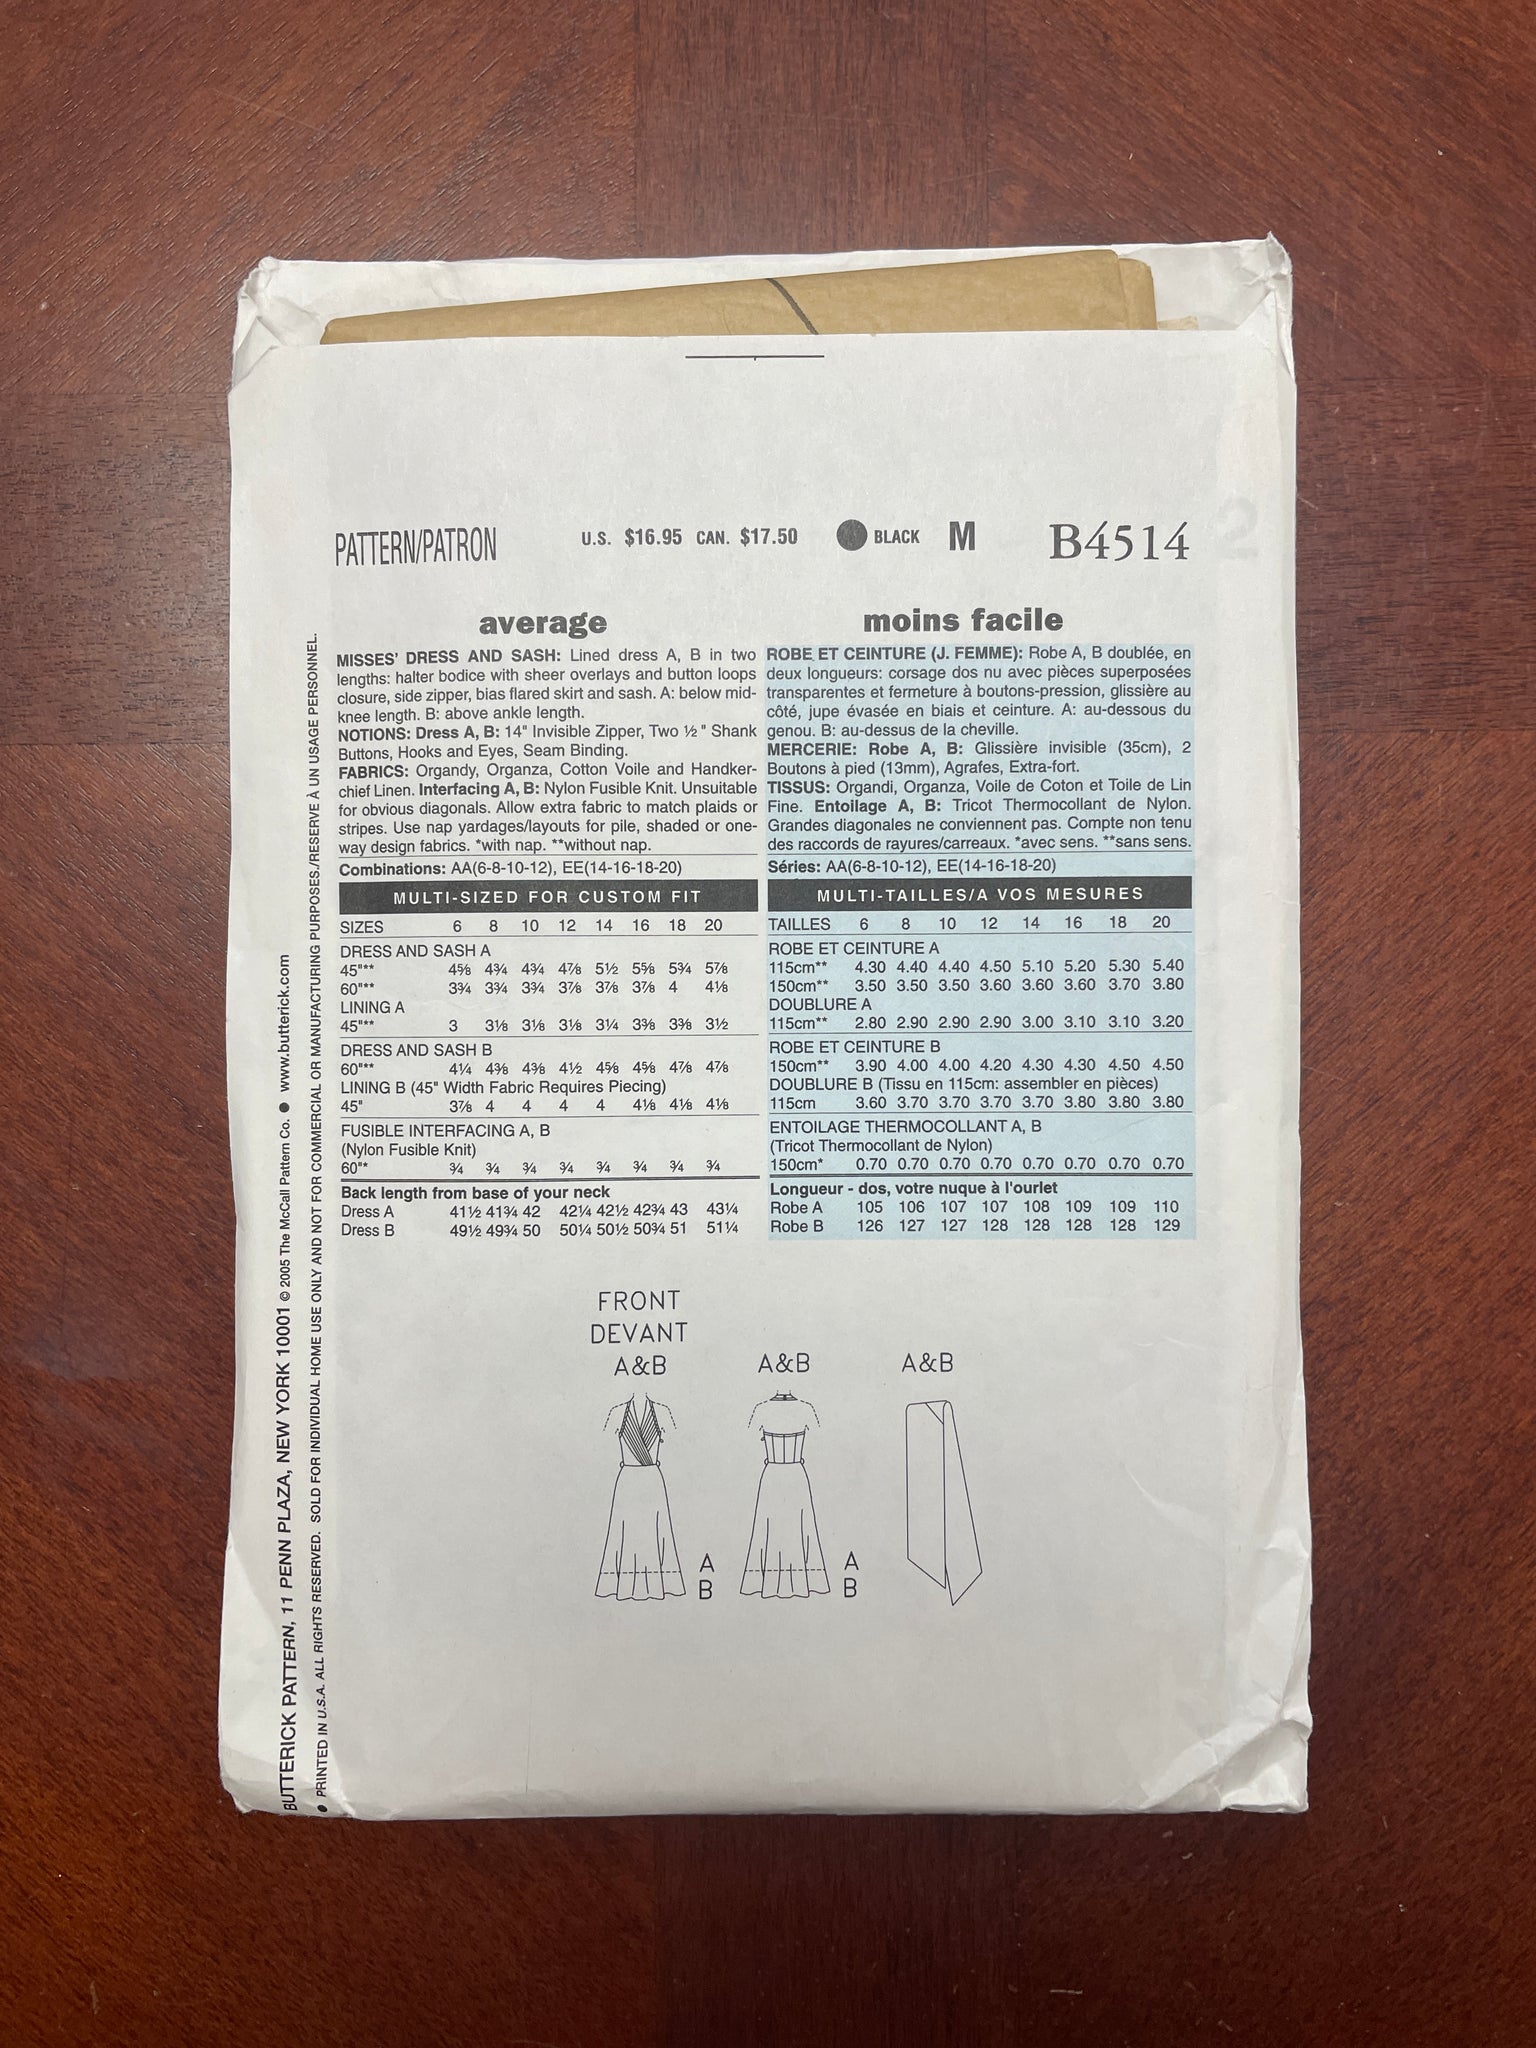 PATTERN/PATRON
U.S. $16.95 CAN. $17.50
BLACK M
B4514
average
MISSES' DRESS AND SASH: Lined dress A, B in two
lengths: halter bodice with sheer overlays and button loops
closure, side zipper, bias flared skirt and sash. A: below mid-
knee length. B: above ankle length.
NOTIONS: Dress A, B: 14" Invisible Zipper, Two ½ " Shank
Buttons, Hooks and Eyes, Seam Binding.
FABRICS: Organdy, Organza, Cotton Voile and Handker-
chief Linen. Interfacing A, B: Nylon Fusible Knit. Unsuitable
for obvious diagonals. Allow extra fabric to match plaids or
stripes. Use nap yardages/layouts for pile, shaded or one-
way design fabrics. *with nap. **without nap.
Combinations: AA(6-8-10-12), EE(14-16-18-20)
MULTI-SIZED FOR CUSTOM FIT
SIZES 6 8 10 12 14 16 18 20
DRESS AND SASH A
45"** 4⅝ 4¾ 4¾ 4⅞ 5½ 5⅝ 5¾ 5⅞
60"** 3¾ 3¾ 3¾ 3⅞ 3⅞ 3⅞ 4 4⅛
LINING A
45"** 3 3⅛ 3⅛ 3⅛ 3¼ 3⅜ 3⅜ 3½
DRESS AND SASH B
60"** 4¼ 4⅜ 4⅜ 4½ 4⅝ 4⅝ 4⅞ 4⅞
LINING B (45" Width Fabric Requires Piecing)
45" 3⅞ 4 4 4 4 4⅛ 4⅛ 4⅛
FUSIBLE INTERFACING A, B
(Nylon Fusible Knit)
60"* ¾ ¾ ¾ ¾ ¾ ¾ ¾ ¾
Back length from base of your neck
Dress A 41½ 41¾ 42 42¼ 42½ 42¾ 43 43¼
Dress B 49½ 49¾ 50 50¼ 50½ 50¾ 51 51¼
moins facile
ROBE ET CEINTURE (J. FEMME): Robe A, B doublée, en
deux longueurs: corsage dos nu avec pièces superposées
transparentes et fermeture à boutons-pression, glissière au
côté, jupe évasée en biais et ceinture. A: au-dessous du
genou. B: au-dessus de la cheville.
MERCERIE: Robe A, B: Glissière invisible (35cm), 2
Boutons à pied (13mm), Agrafes, Extra-fort.
TISSUS: Organdi, Organza, Voile de Coton et Toile de Lin
Fine. Entoilage A, B: Tricot Thermocollant de Nylon.
Grandes diagonales ne conviennent pas. Compte non tenu
des raccords de rayures/carreaux. *avec sens. **sans sens.
Séries: AA(6-8-10-12), EE(14-16-18-20)
MULTI-TAILLES/A VOS MESURES
TAILLES 6 8 10 12 14 16 18 20
ROBE ET CEINTURE A
115cm** 4.30 4.40 4.40 4.50 5.10 5.20 5.30 5.40
150cm** 3.50 3.50 3.50 3.60 3.60 3.60 3.70 3.80
DOUBLURE A
115cm** 2.80 2.90 2.90 2.90 3.00 3.10 3.10 3.20
ROBE ET CEINTURE B
150cm** 3.90 4.00 4.00 4.20 4.30 4.30 4.50 4.50
DOUBLURE B (Tissu en 115cm: assembler en pièces)
115cm 3.60 3.70 3.70 3.70 3.70 3.80 3.80 3.80
ENTOILAGE THERMOCOLLANT A, B
(Tricot Thermocollant de Nylon)
150cm* 0.70 0.70 0.70 0.70 0.70 0.70 0.70 0.70
Longueur - dos, votre nuque à l'ourlet
Robe A 105 106 107 107 108 109 109 110
Robe B 126 127 127 128 128 128 128 129
FRONT
DEVANT
A&B A&B A&B
A A
B B
BUTTERICK PATTERN, 11 PENN PLAZA, NEW YORK 10001 © 2005 The McCall Pattern Co. ● www.butterick.com
● PRINTED IN U.S.A. ALL RIGHTS RESERVED. SOLD FOR INDIVIDUAL HOME USE ONLY AND NOT FOR COMMERCIAL OR MANUFACTURING PURPOSES./RESERVE À UN USAGE PERSONNEL.